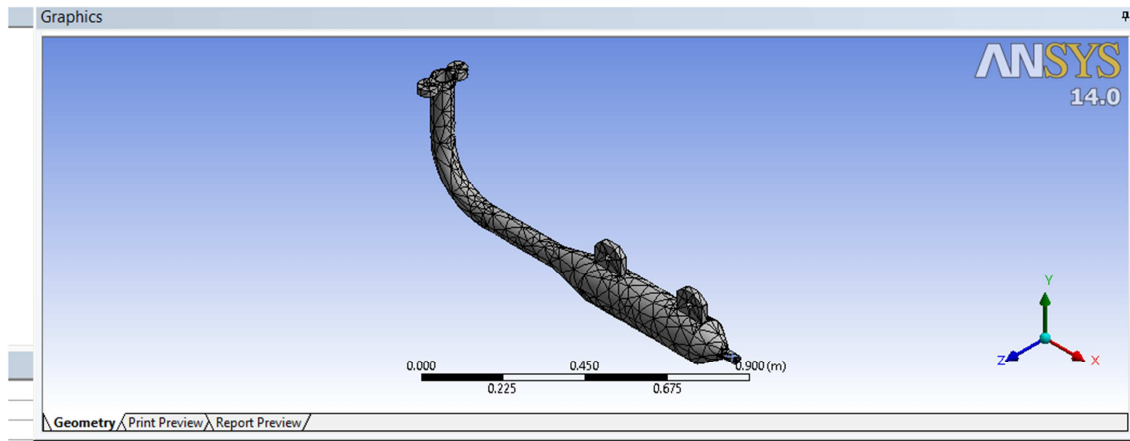 Graphics
ANSYS
14.0
Y
Z X
0.000 0.450 0.900 (m)
0.225 0.675
Geometry Print Preview Report Preview